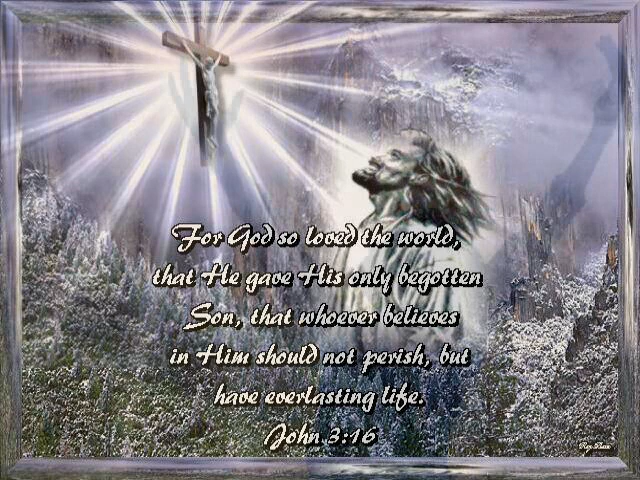 For God so loved the world,
that He gave His only begotten
Son, that whoever believes
in Him should not perish, but
have everlasting life.
John 3:16